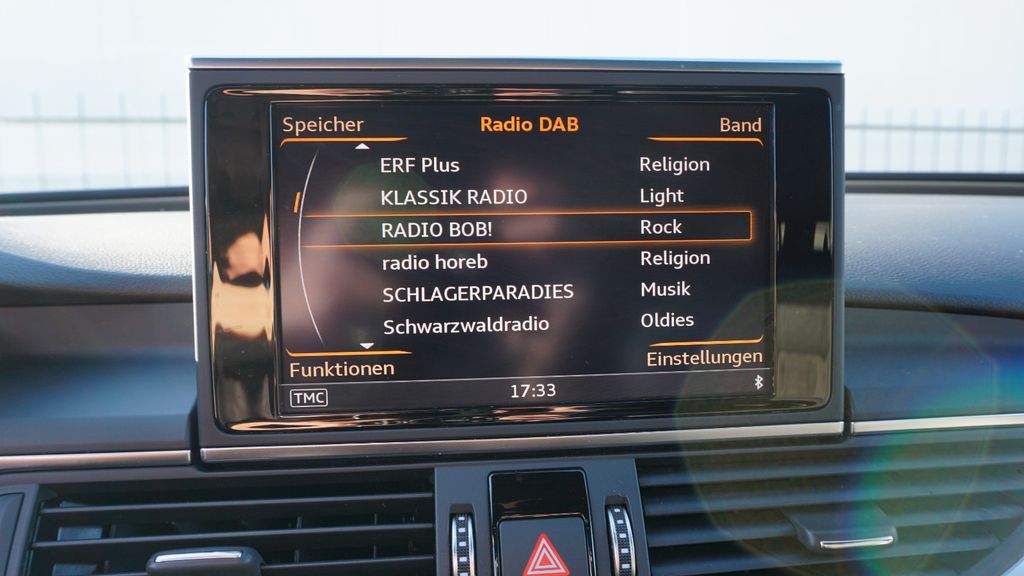 Speicher Radio DAB Band
ERF Plus Religion
KLASSIK RADIO Light
RADIO BOB! Rock
radio horeb Religion
SCHLAGERPARADIES Musik
Schwarzwaldradio Oldies
Funktionen Einstellungen
TMC 17:33